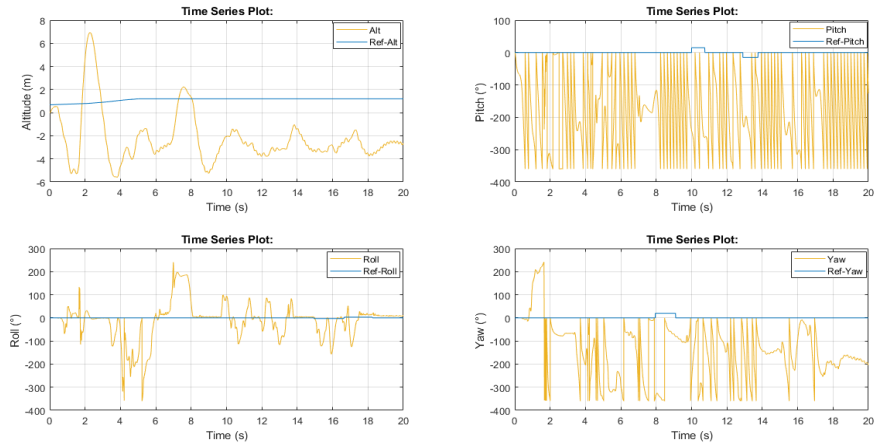 Time Series Plot:
Alt
Ref-Alt
Altitude (m)
8
6
4
2
0
-2
-4
-6
0 2 4 6 8 10 12 14 16 18 20
Time (s)
Time Series Plot:
Pitch
Ref-Pitch
Pitch (°)
100
0
-100
-200
-300
-400
0 2 4 6 8 10 12 14 16 18 20
Time (s)
Time Series Plot:
Roll
Ref-Roll
Roll (°)
300
200
100
0
-100
-200
-300
-400
0 2 4 6 8 10 12 14 16 18 20
Time (s)
Time Series Plot:
Yaw
Ref-Yaw
Yaw (°)
300
200
100
0
-100
-200
-300
-400
0 2 4 6 8 10 12 14 16 18 20
Time (s)